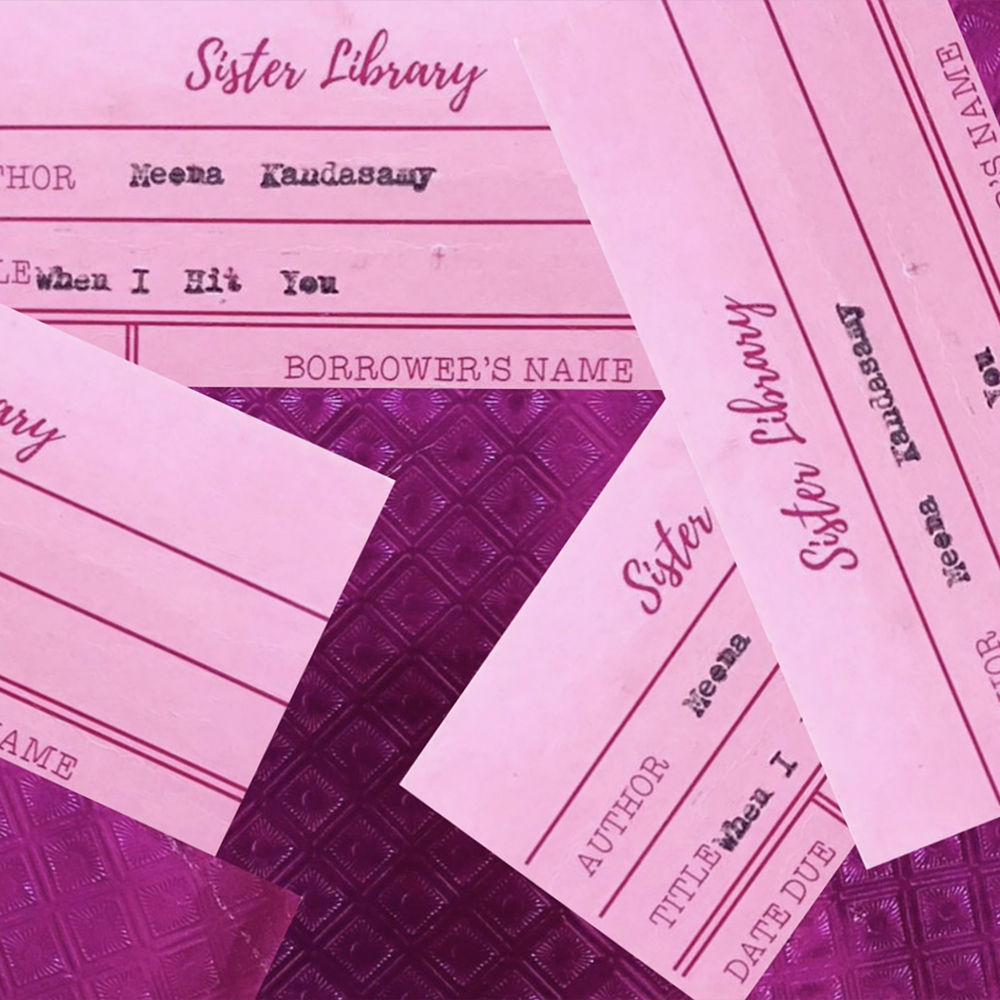 Sister Library
THOR Meena Kandasamy
LE When I Hit You
BORROWER'S NAME
ary
AME
Sister
AUTHOR Meena
TITLE When I
DATE DUE
Sister Library
Meena Kandasamy
You
'S NAME